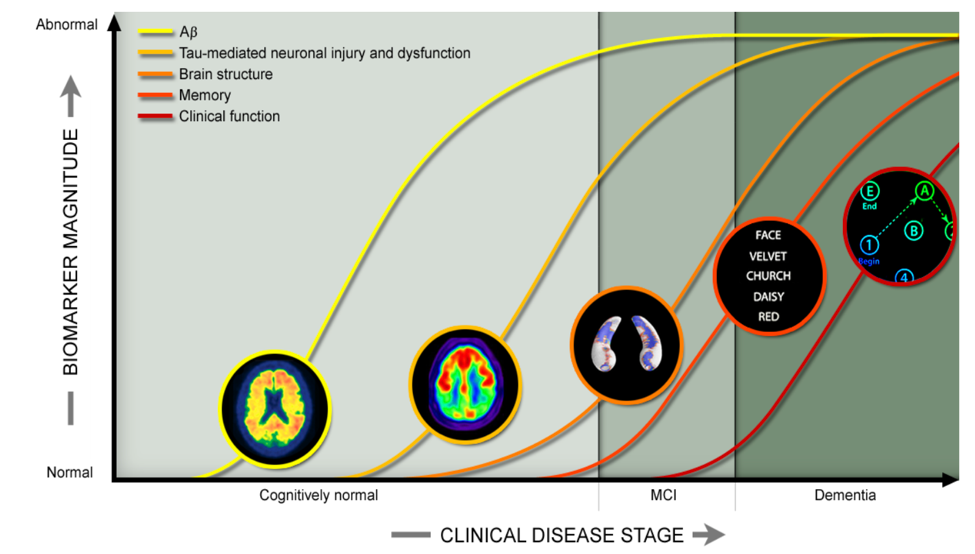 Abnormal
Aβ
Tau-mediated neuronal injury and dysfunction
Brain structure
Memory
Clinical function
BIOMARKER MAGNITUDE
E
End
A
1
Begin
B
4
FACE
VELVET
CHURCH
DAISY
RED
Normal
Cognitively normal
MCI
Dementia
CLINICAL DISEASE STAGE